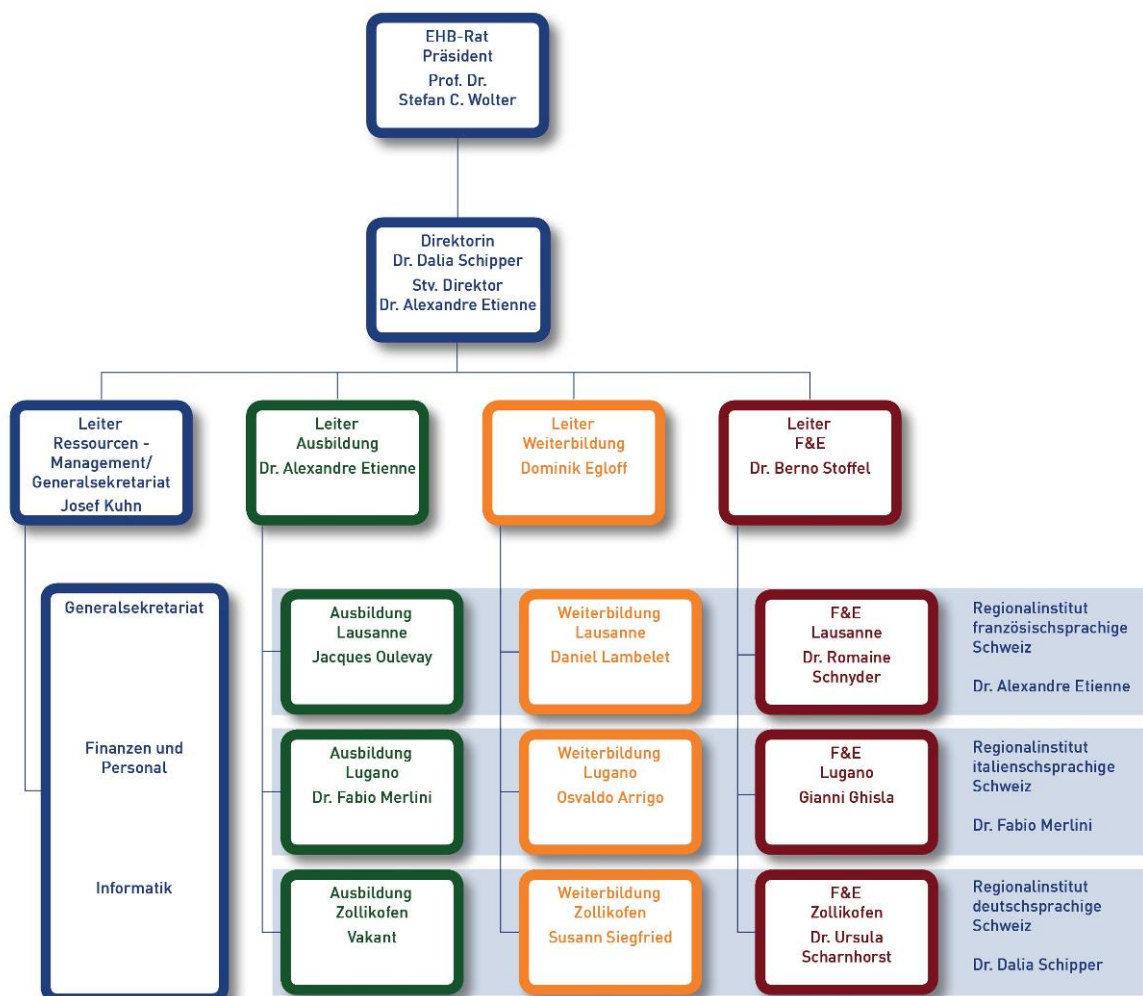 EHB-Rat
Präsident
Prof. Dr.
Stefan C. Wolter
Direktorin
Dr. Dalia Schipper
Stv. Direktor
Dr. Alexandre Etienne
Leiter
Ressourcen -
Management/
Generalsekretariat
Josef Kuhn
Leiter
Ausbildung
Dr. Alexandre Etienne
Leiter
Weiterbildung
Dominik Egloff
Leiter
F&E
Dr. Berno Stoffel
Generalsekretariat
Finanzen und
Personal
Informatik
Ausbildung
Lausanne
Jacques Oulevay
Weiterbildung
Lausanne
Daniel Lambelet
F&E
Lausanne
Dr. Romaine
Schnyder
Regionalinstitut
französischsprachige
Schweiz
Dr. Alexandre Etienne
Ausbildung
Lugano
Dr. Fabio Merlini
Weiterbildung
Lugano
Osvaldo Arrigo
F&E
Lugano
Gianni Ghisla
Regionalinstitut
italienschsprachige
Schweiz
Dr. Fabio Merlini
Ausbildung
Zollikofen
Vakant
Weiterbildung
Zollikofen
Susann Siegfried
F&E
Zollikofen
Dr. Ursula
Scharnhorst
Regionalinstitut
deutschsprachige
Schweiz
Dr. Dalia Schipper